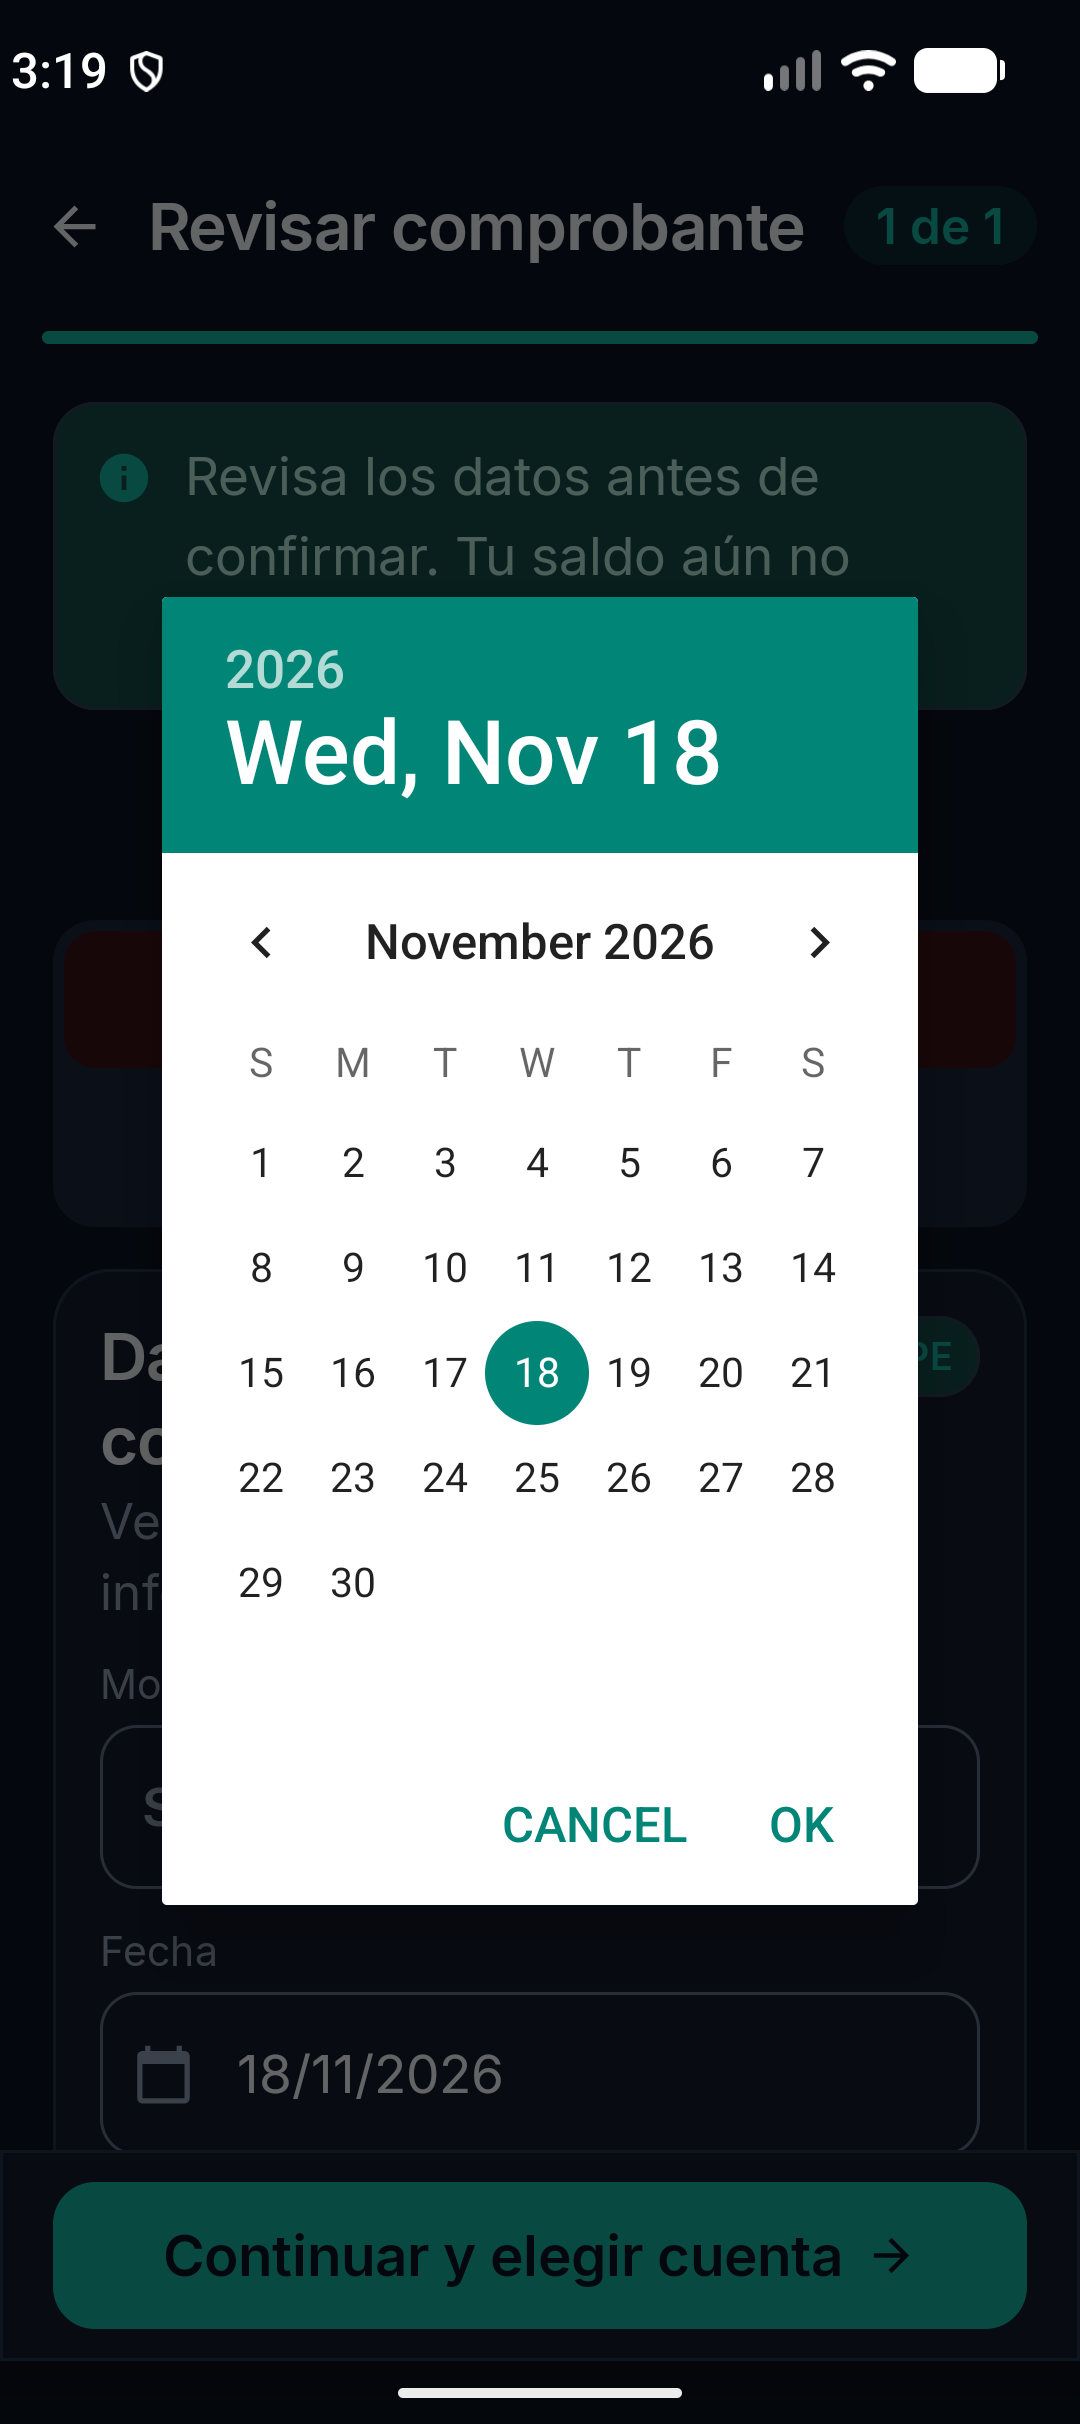 3:19
Revisar comprobante
1 de 1
Revisa los datos antes de
confirmar. Tu saldo aún no
2026
Wed, Nov 18
November 2026
S M T W T F S
1 2 3 4 5 6 7
8 9 10 11 12 13 14
15 16 17 18 19 20 21
22 23 24 25 26 27 28
29 30
CANCEL OK
Fecha
18/11/2026
Continuar y elegir cuenta →